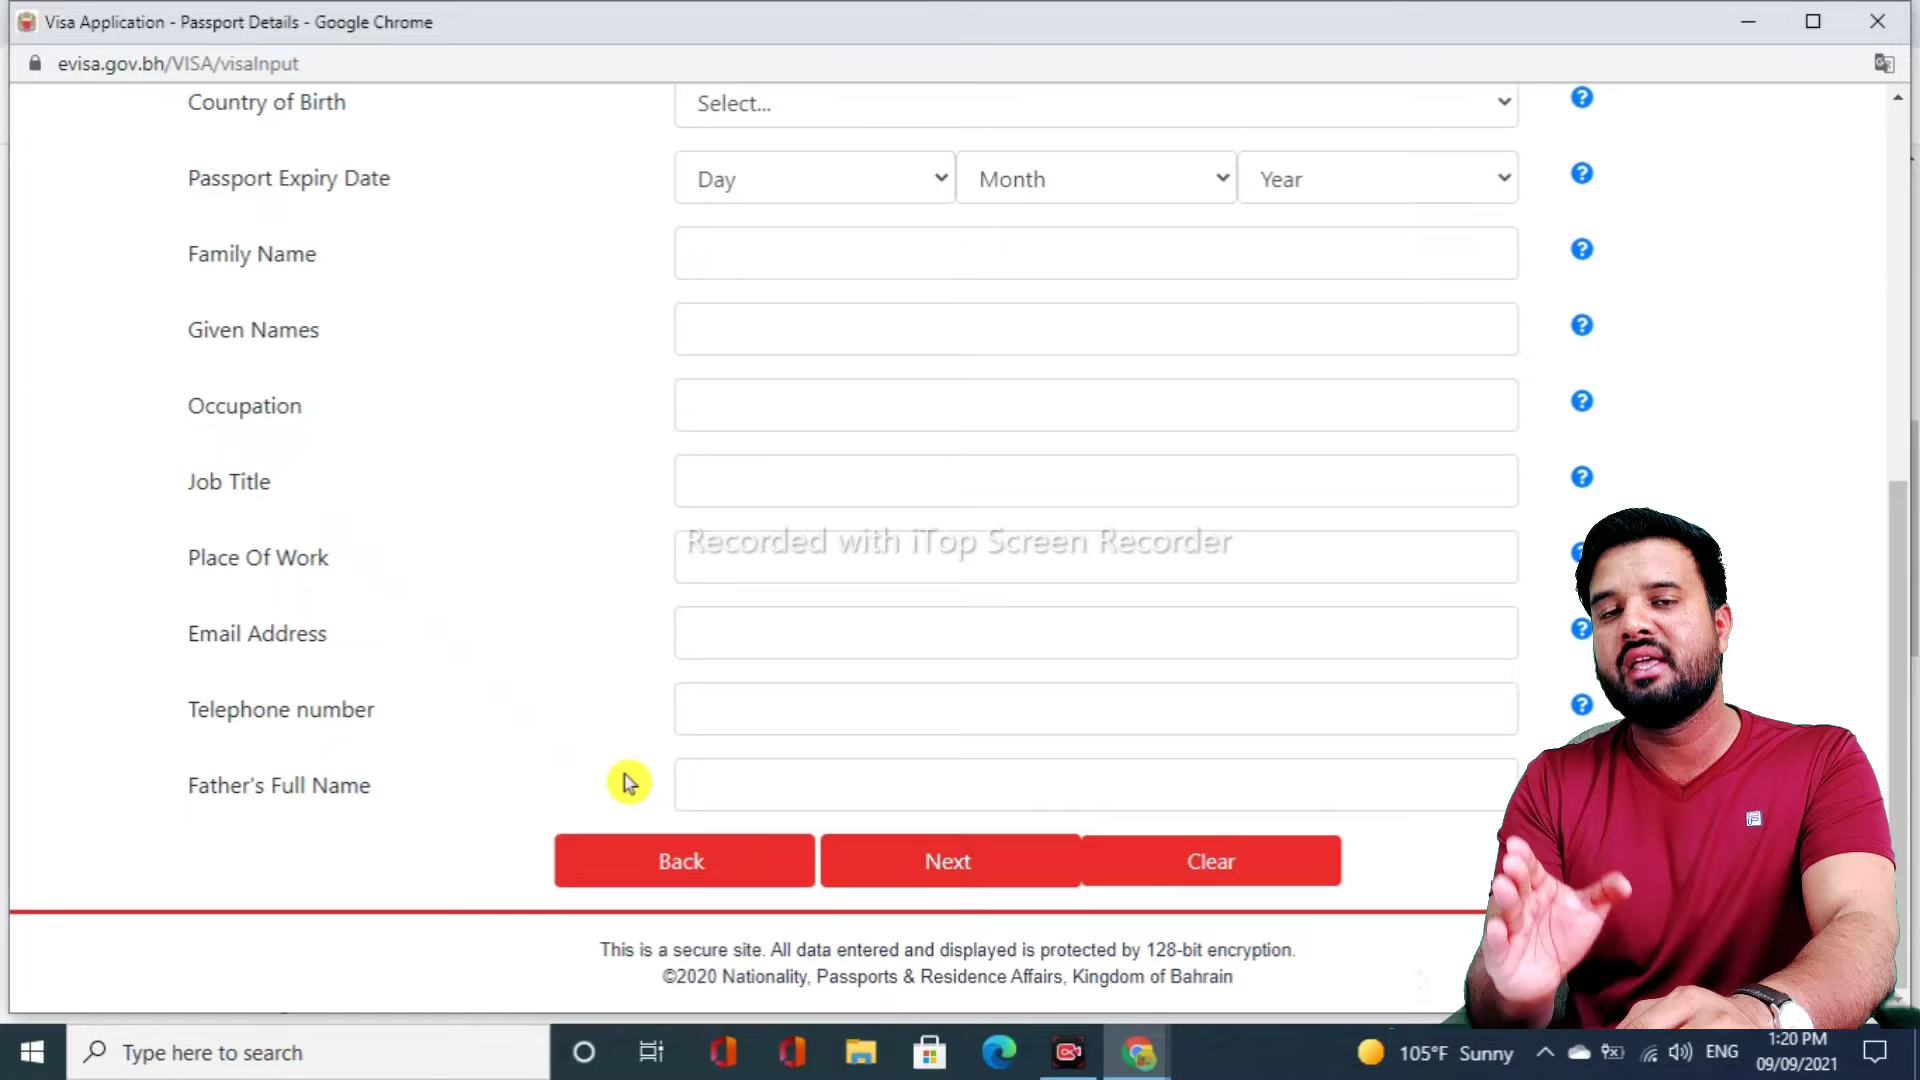 Visa Application - Passport Details - Google Chrome
evisa.gov.bh/VISA/visaInput
Country of Birth Select... ?
Passport Expiry Date Day Month Year ?
Family Name ?
Given Names ?
Occupation ?
Job Title ?
Recorded with iTop Screen Recorder
Place Of Work
Email Address ?
Telephone number ?
Father's Full Name
Back Next Clear
This is a secure site. All data entered and displayed is protected by 128-bit encryption.
©2020 Nationality, Passports & Residence Affairs, Kingdom of Bahrain
Type here to search
105°F Sunny
ENG
1:20 PM
09/09/2021